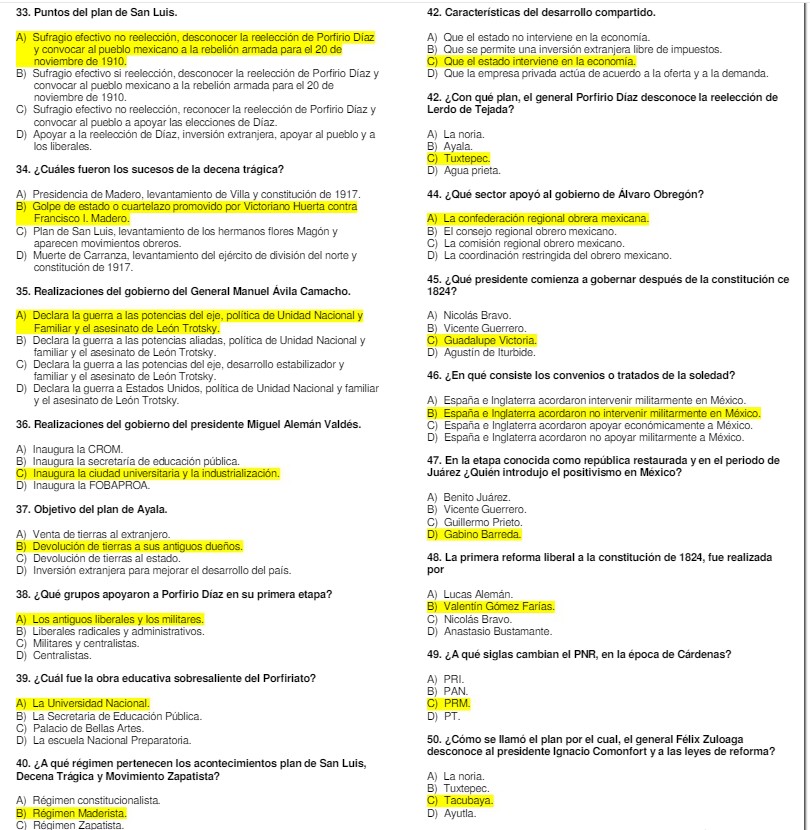 33. Puntos del plan de San Luis.
A) Sufragio efectivo no reelección, desconocer la reelección de Porfirio Díaz
y convocar al pueblo mexicano a la rebelión armada para el 20 de
noviembre de 1910.
B) Sufragio efectivo si reelección, desconocer la reelección de Porfirio Díaz y
convocar al pueblo mexicano a la rebelión armada para el 20 de
noviembre de 1910.
C) Sufragio efectivo no reelección, reconocer la reelección de Porfirio Díaz y
convocar al pueblo a apoyar las elecciones de Díaz.
D) Apoyar a la reelección de Díaz, inversión extranjera, apoyar al pueblo y a
los liberales.
34. ¿Cuáles fueron los sucesos de la decena trágica?
A) Presidencia de Madero, levantamiento de Villa y constitución de 1917.
B) Golpe de estado o cuartelazo promovido por Victoriano Huerta contra
Francisco I. Madero.
C) Plan de San Luis, levantamiento de los hermanos flores Magón y
aparecen movimientos obreros.
D) Muerte de Carranza, levantamiento del ejército de división del norte y
constitución de 1917.
35. Realizaciones del gobierno del General Manuel Ávila Camacho.
A) Declara la guerra a las potencias del eje, política de Unidad Nacional y
Familiar y el asesinato de León Trotsky.
B) Declara la guerra a las potencias aliadas, política de Unidad Nacional y
familiar y el asesinato de León Trotsky.
C) Declara la guerra a las potencias del eje, desarrollo estabilizador y
familiar y el asesinato de León Trotsky.
D) Declara la guerra a Estados Unidos, política de Unidad Nacional y familiar
y el asesinato de León Trotsky.
36. Realizaciones del gobierno del presidente Miguel Alemán Valdés.
A) Inaugura la CROM.
B) Inaugura la secretaría de educación pública.
C) Inaugura la ciudad universitaria y la industrialización.
D) Inaugura la FOBAPROA.
37. Objetivo del plan de Ayala.
A) Venta de tierras al extranjero.
B) Devolución de tierras a sus antiguos dueños.
C) Devolución de tierras al estado.
D) Inversión extranjera para mejorar el desarrollo del país.
38. ¿Qué grupos apoyaron a Porfirio Díaz en su primera etapa?
A) Los antiguos liberales y los militares.
B) Liberales radicales y administrativos.
C) Militares y centralistas.
D) Centralistas.
39. ¿Cuál fue la obra educativa sobresaliente del Porfiriato?
A) La Universidad Nacional.
B) La Secretaria de Educación Pública.
C) Palacio de Bellas Artes.
D) La escuela Nacional Preparatoria.
40. ¿A qué régimen pertenecen los acontecimientos plan de San Luis,
Decena Trágica y Movimiento Zapatista?
A) Régimen constitucionalista.
B) Régimen Maderista.
C) Régimen Zapatista.
42. Características del desarrollo compartido.
A) Que el estado no interviene en la economía.
B) Que se permite una inversión extranjera libre de impuestos.
C) Que el estado interviene en la economía.
D) Que la empresa privada actúa de acuerdo a la oferta y a la demanda.
42. ¿Con qué plan, el general Porfirio Díaz desconoce la reelección de
Lerdo de Tejada?
A) La noria.
B) Ayala.
C) Tuxtepec.
D) Agua prieta.
44. ¿Qué sector apoyó al gobierno de Álvaro Obregón?
A) La confederación regional obrera mexicana.
B) El consejo regional obrero mexicano.
C) La comisión regional obrero mexicano.
D) La coordinación restringida del obrero mexicano.
45. ¿Qué presidente comienza a gobernar después de la constitución ce
1824?
A) Nicolás Bravo.
B) Vicente Guerrero.
C) Guadalupe Victoria.
D) Agustín de Iturbide.
46. ¿En qué consiste los convenios o tratados de la soledad?
A) España e Inglaterra acordaron intervenir militarmente en México.
B) España e Inglaterra acordaron no intervenir militarmente en México.
C) España e Inglaterra acordaron apoyar económicamente a México.
D) España e Inglaterra acordaron no apoyar militarmente a México.
47. En la etapa conocida como república restaurada y en el periodo de
Juárez ¿Quién introdujo el positivismo en México?
A) Benito Juárez.
B) Vicente Guerrero.
C) Guillermo Prieto.
D) Gabino Barreda.
48. La primera reforma liberal a la constitución de 1824, fue realizada
por
A) Lucas Alemán.
B) Valentín Gómez Farías.
C) Nicolás Bravo.
D) Anastasio Bustamante.
49. ¿A qué siglas cambian el PNR, en la época de Cárdenas?
A) PRI.
B) PAN.
C) PRM.
D) PT.
50. ¿Cómo se llamó el plan por el cual, el general Félix Zuloaga
desconoce al presidente Ignacio Comonfort y a las leyes de reforma?
A) La noria.
B) Tuxtepec.
C) Tacubaya.
D) Ayutla.